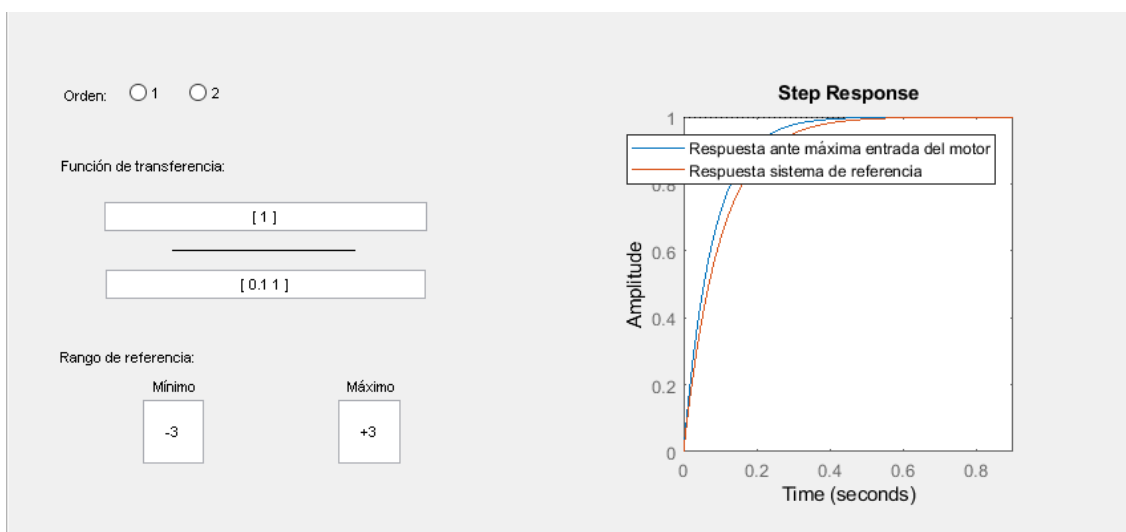 Orden: 1 2
Función de transferencia:
[ 1 ]
[ 0.1 1 ]
Rango de referencia:
Mínimo Máximo
-3 +3
Step Response
Respuesta ante máxima entrada del motor
Respuesta sistema de referencia
Amplitude
1
0.8
0.6
0.4
0.2
0
0 0.2 0.4 0.6 0.8
Time (seconds)